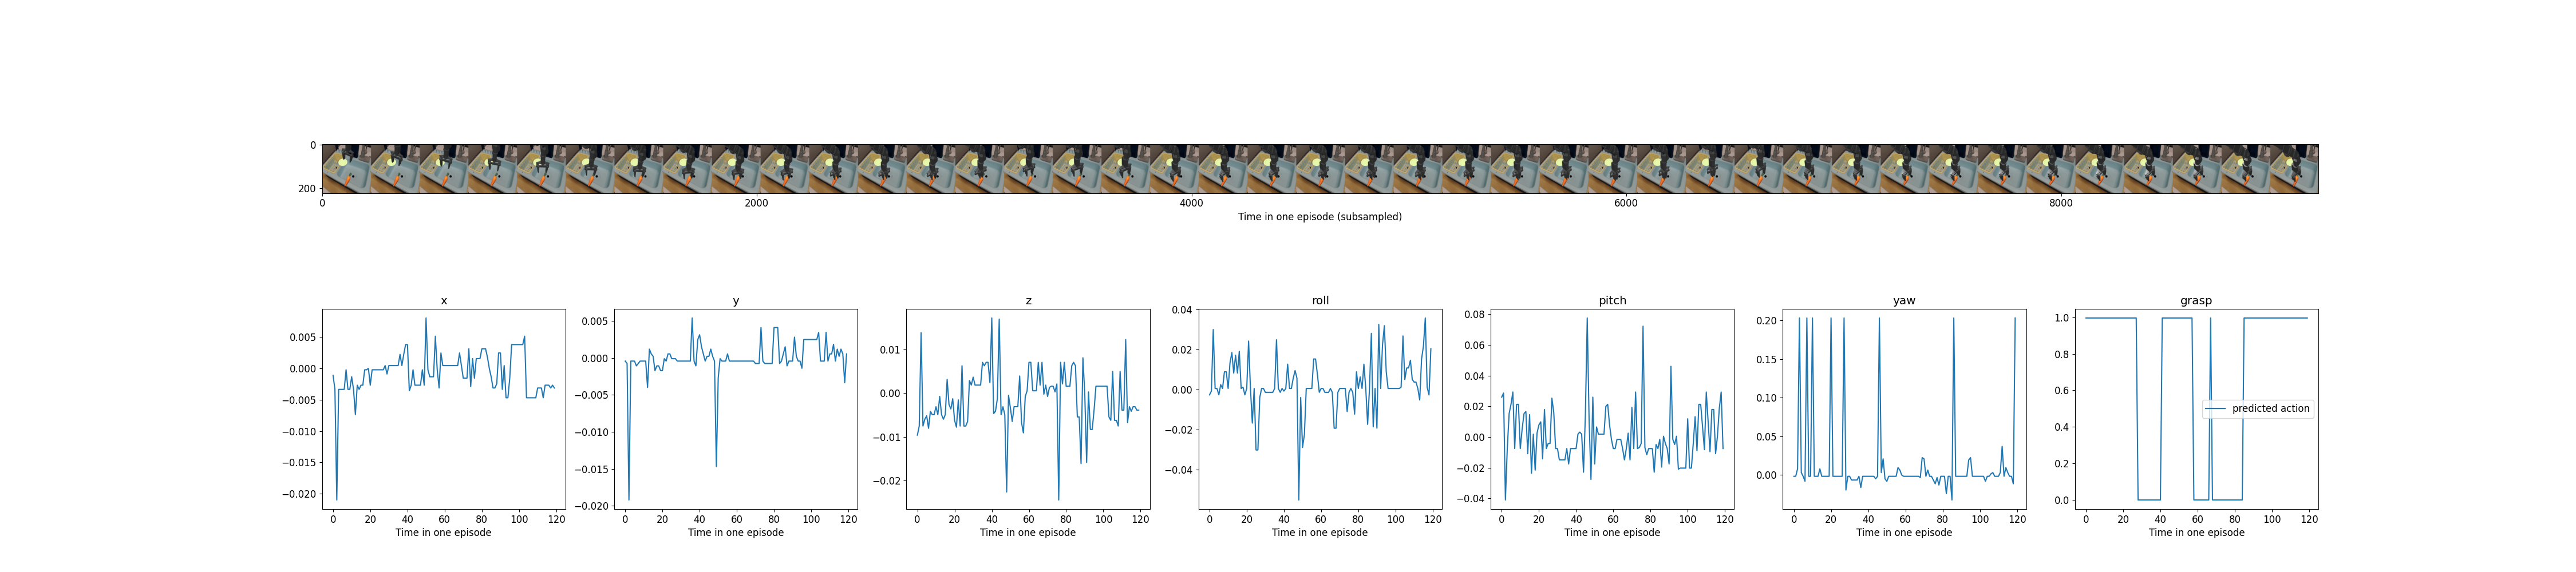 0
200
0 2000 4000 6000 8000
Time in one episode (subsampled)
x
0.005
0.000
−0.005
−0.010
−0.015
−0.020
0 20 40 60 80 100 120
Time in one episode
y
0.005
0.000
−0.005
−0.010
−0.015
−0.020
0 20 40 60 80 100 120
Time in one episode
z
0.01
0.00
−0.01
−0.02
0 20 40 60 80 100 120
Time in one episode
roll
0.04
0.02
0.00
−0.02
−0.04
0 20 40 60 80 100 120
Time in one episode
pitch
0.08
0.06
0.04
0.02
0.00
−0.02
−0.04
0 20 40 60 80 100 120
Time in one episode
yaw
0.20
0.15
0.10
0.05
0.00
0 20 40 60 80 100 120
Time in one episode
grasp
1.0
0.8
0.6
0.4
0.2
0.0
predicted action
0 20 40 60 80 100 120
Time in one episode